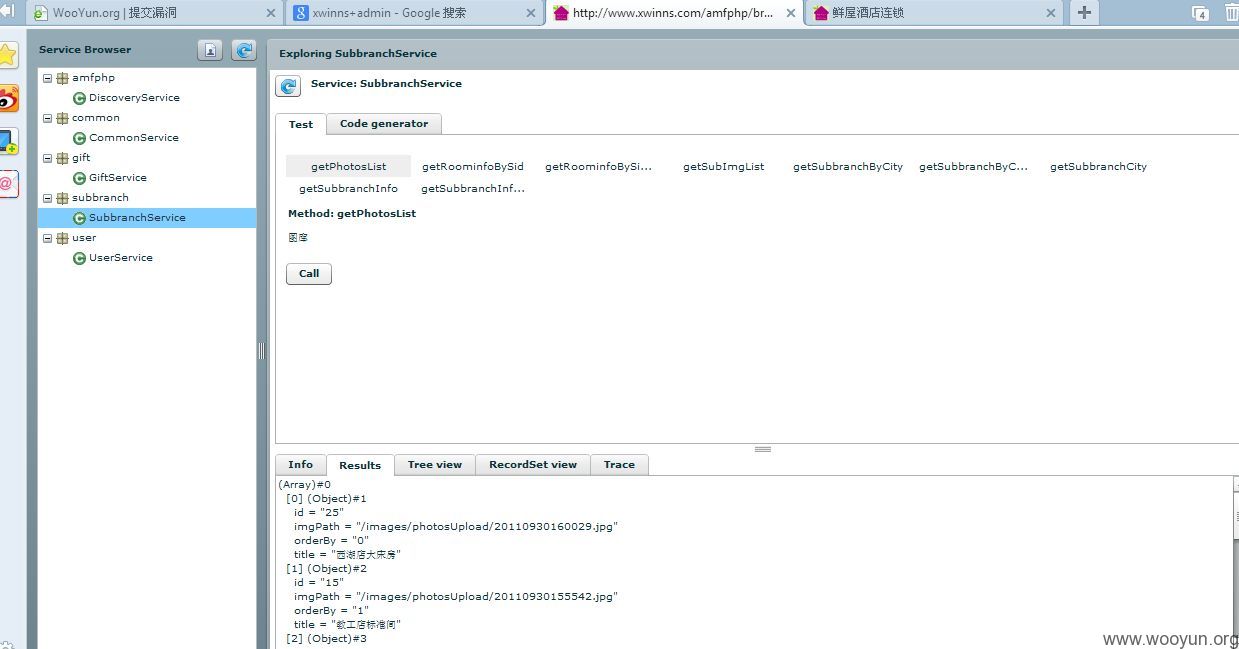 WooYun.org | 提交漏洞
xwinns+admin - Google 搜索
http://www.xwinns.com/amfphp/br...
鲜屋酒店连锁
4
Service Browser
Exploring SubbranchService
amfphp
DiscoveryService
common
CommonService
gift
GiftService
subbranch
SubbranchService
user
UserService
Service: SubbranchService
Test
Code generator
getPhotosList
getRoominfoBySid
getRoominfoBySi...
getSubImgList
getSubbranchByCity
getSubbranchByC...
getSubbranchCity
getSubbranchInfo
getSubbranchInf...
Method: getPhotosList
图库
Call
Info
Results
Tree view
RecordSet view
Trace
(Array)#0
[0] (Object)#1
id = "25"
imgPath = "/images/photosUpload/20110930160029.jpg"
orderBy = "0"
title = "西湖店大床房"
[1] (Object)#2
id = "15"
imgPath = "/images/photosUpload/20110930155542.jpg"
orderBy = "1"
title = "教工店标准间"
[2] (Object)#3
www.wooyun.org